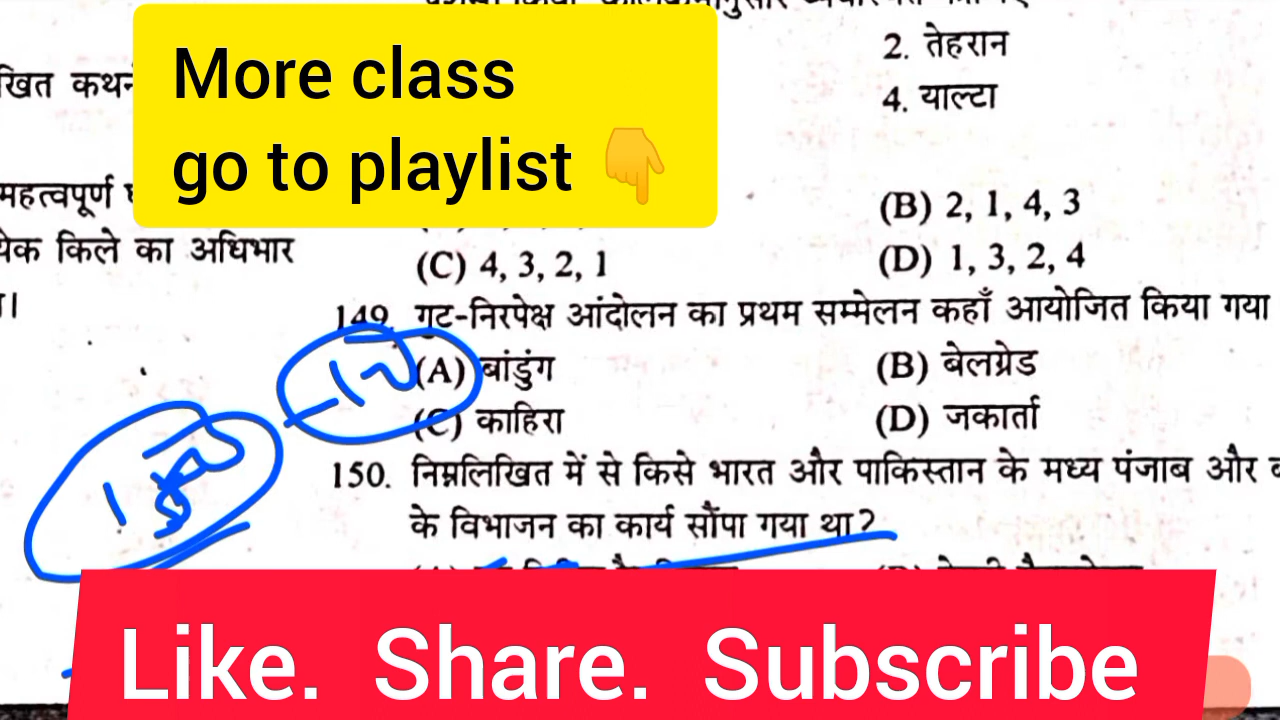 More class
go to playlist 👇
2. तेहरान
4. याल्टा
महत्वपूर्ण
किले का अधिभार
(B) 2, 1, 4, 3
(C) 4, 3, 2, 1
(D) 1, 3, 2, 4
149. गुट-निरपेक्ष आंदोलन का प्रथम सम्मेलन कहाँ आयोजित किया गया
(A) बांडुंग
(B) बेलग्रेड
(C) काहिरा
(D) जकार्ता
150. निम्नलिखित में से किसे भारत और पाकिस्तान के मध्य पंजाब और
के विभाजन का कार्य सौंपा गया था?
Like. Share. Subscribe